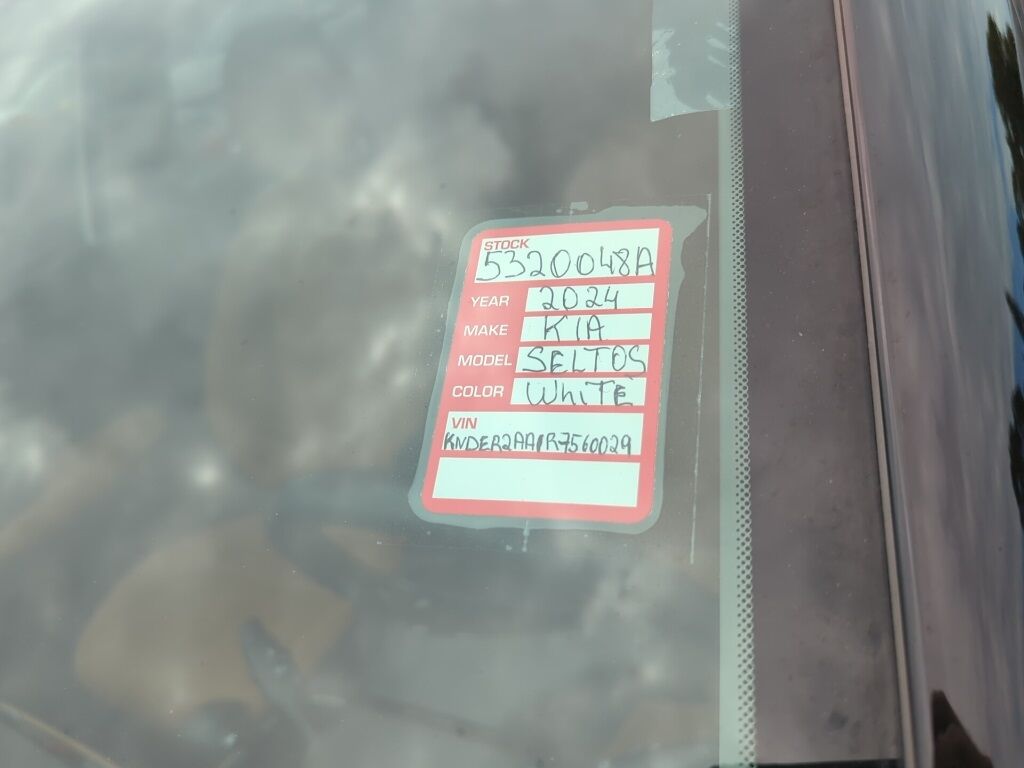 STOCK
5320048A
YEAR 2024
MAKE KIA
MODEL SELTOS
COLOR WhiTE
VIN
KNDER2AA1R7560029